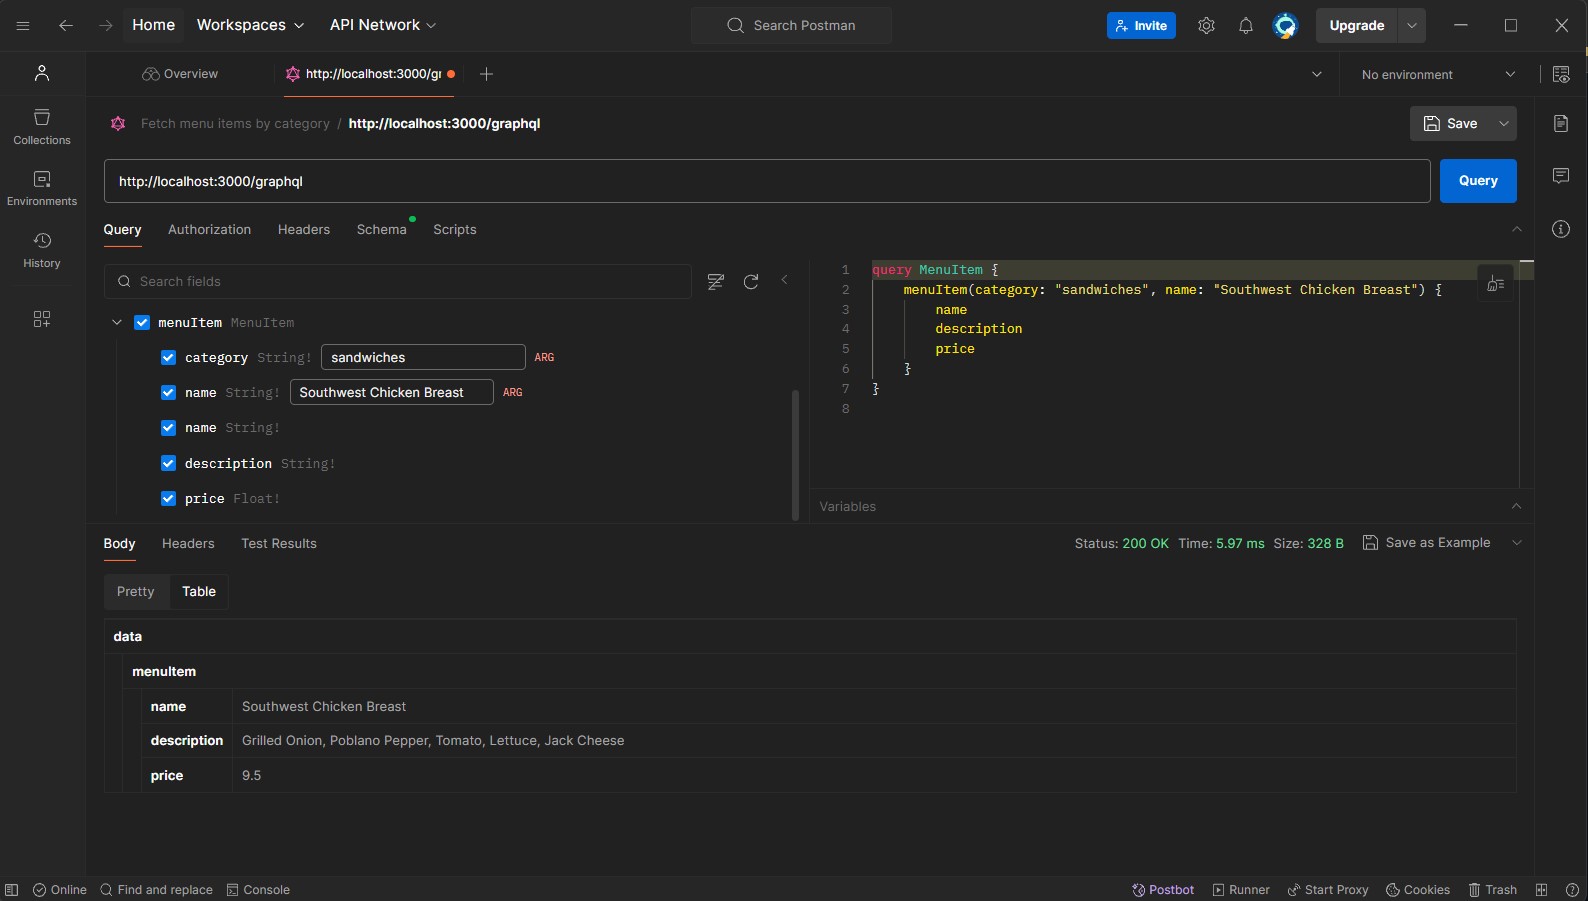 Home Workspaces API Network Search Postman Invite Upgrade
Overview http://localhost:3000/gr No environment
Fetch menu items by category / http://localhost:3000/graphql Save
Collections
http://localhost:3000/graphql Query
Environments
Query Authorization Headers Schema Scripts
History
Search fields
menuItem MenuItem
category String! sandwiches ARG
name String! Southwest Chicken Breast ARG
name String!
description String!
price Float!
1 query MenuItem {
2 menuItem(category: "sandwiches", name: "Southwest Chicken Breast") {
3 name
4 description
5 price
6 }
7 }
8
Variables
Body Headers Test Results Status: 200 OK Time: 5.97 ms Size: 328 B Save as Example
Pretty Table
data
menuItem
name Southwest Chicken Breast
description Grilled Onion, Poblano Pepper, Tomato, Lettuce, Jack Cheese
price 9.5
Online Find and replace Console Postbot Runner Start Proxy Cookies Trash